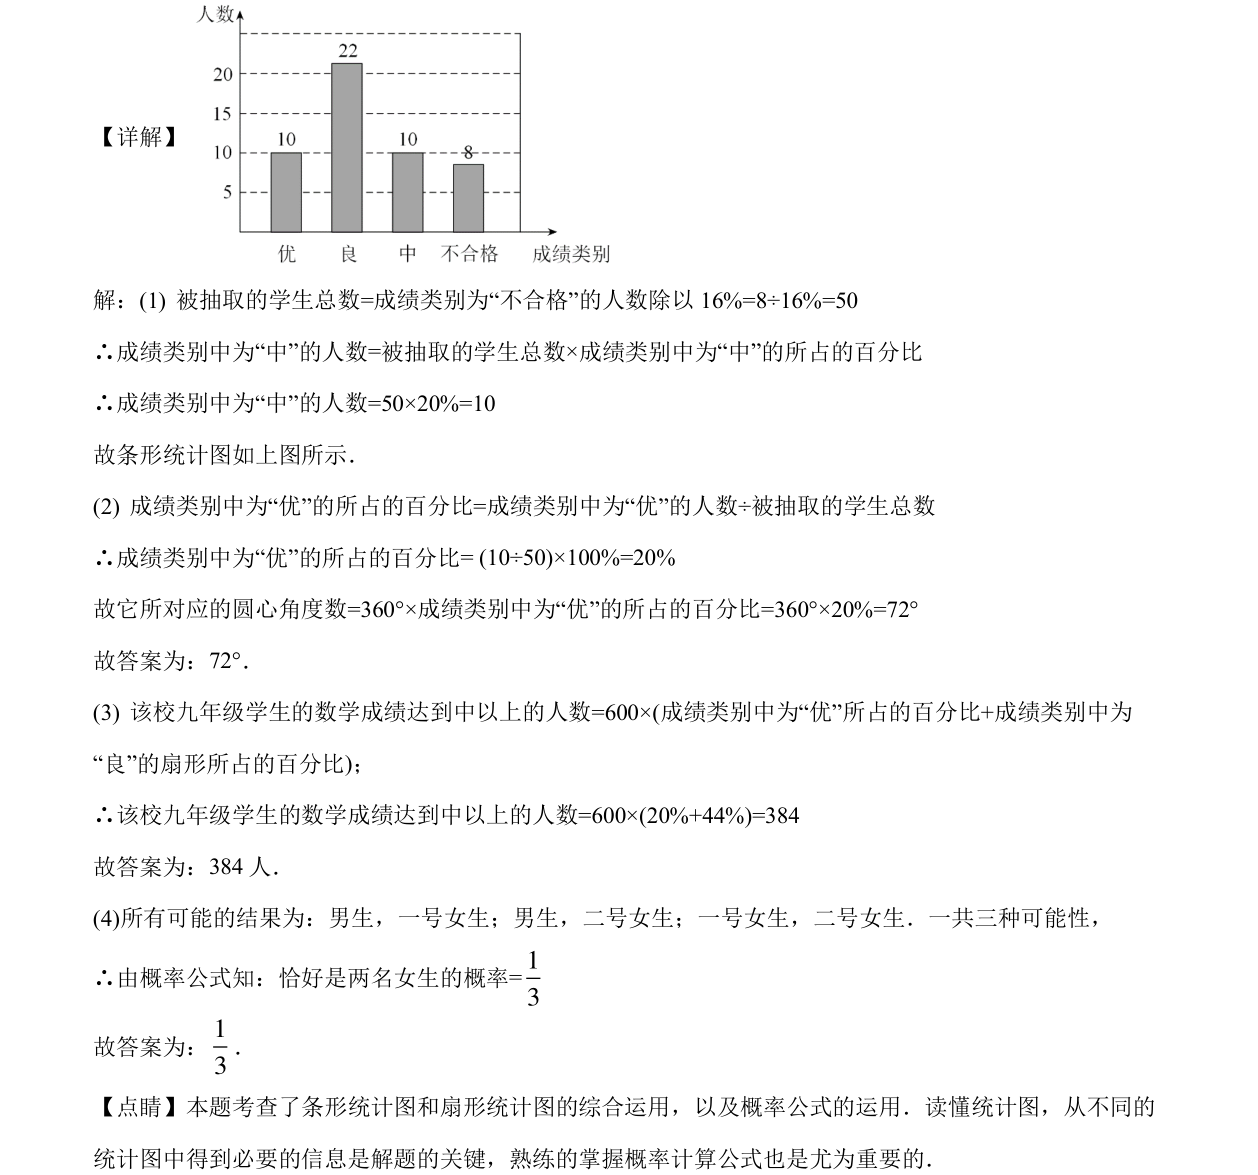 人数
22
20
15
【详解】
10
10
10
8
5
优 良 中 不合格 成绩类别
解：(1) 被抽取的学生总数=成绩类别为“不合格”的人数除以 16%=8÷16%=50
∴成绩类别中为“中”的人数=被抽取的学生总数×成绩类别中为“中”的所占的百分比
∴成绩类别中为“中”的人数=50×20%=10
故条形统计图如上图所示．
(2) 成绩类别中为“优”的所占的百分比=成绩类别中为“优”的人数÷被抽取的学生总数
∴成绩类别中为“优”的所占的百分比= (10÷50)×100%=20%
故它所对应的圆心角度数=360°×成绩类别中为“优”的所占的百分比=360°×20%=72°
故答案为：72°．
(3) 该校九年级学生的数学成绩达到中以上的人数=600×(成绩类别中为“优”所占的百分比+成绩类别中为
“良”的扇形所占的百分比)；
∴该校九年级学生的数学成绩达到中以上的人数=600×(20%+44%)=384
故答案为：384 人．
(4)所有可能的结果为：男生，一号女生；男生，二号女生；一号女生，二号女生．一共三种可能性，
∴由概率公式知：恰好是两名女生的概率=1/3
故答案为：1/3．
【点睛】本题考查了条形统计图和扇形统计图的综合运用，以及概率公式的运用．读懂统计图，从不同的
统计图中得到必要的信息是解题的关键，熟练的掌握概率计算公式也是尤为重要的．